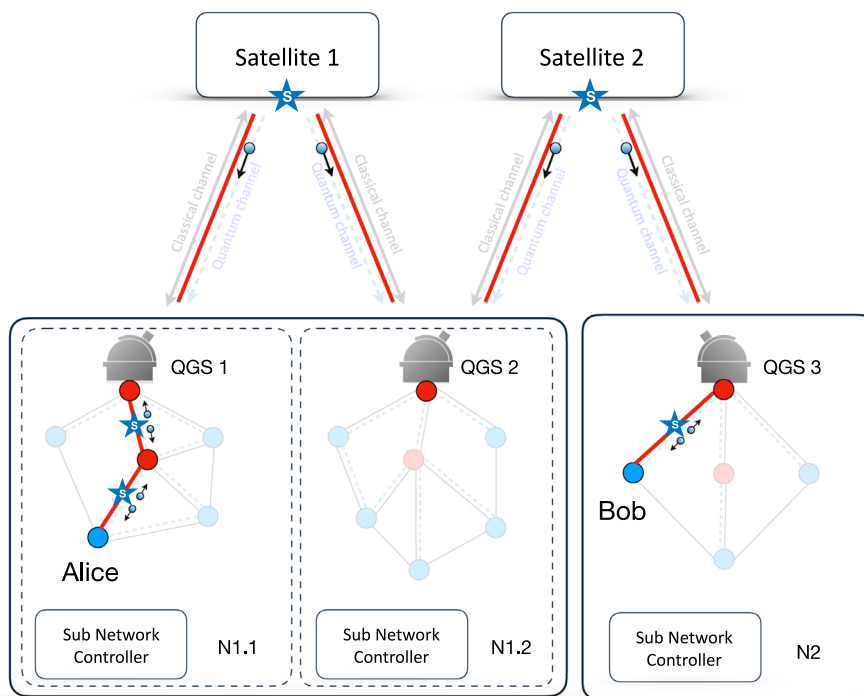 Satellite 1
Satellite 2
S
S
Classical channel
Quantum channel
Quantum channel
Classical channel
Classical channel
Quantum channel
Quantum channel
Classical channel
QGS 1
QGS 2
QGS 3
S
S
S
Alice
Bob
Sub Network
Controller
N1.1
Sub Network
Controller
N1.2
Sub Network
Controller
N2